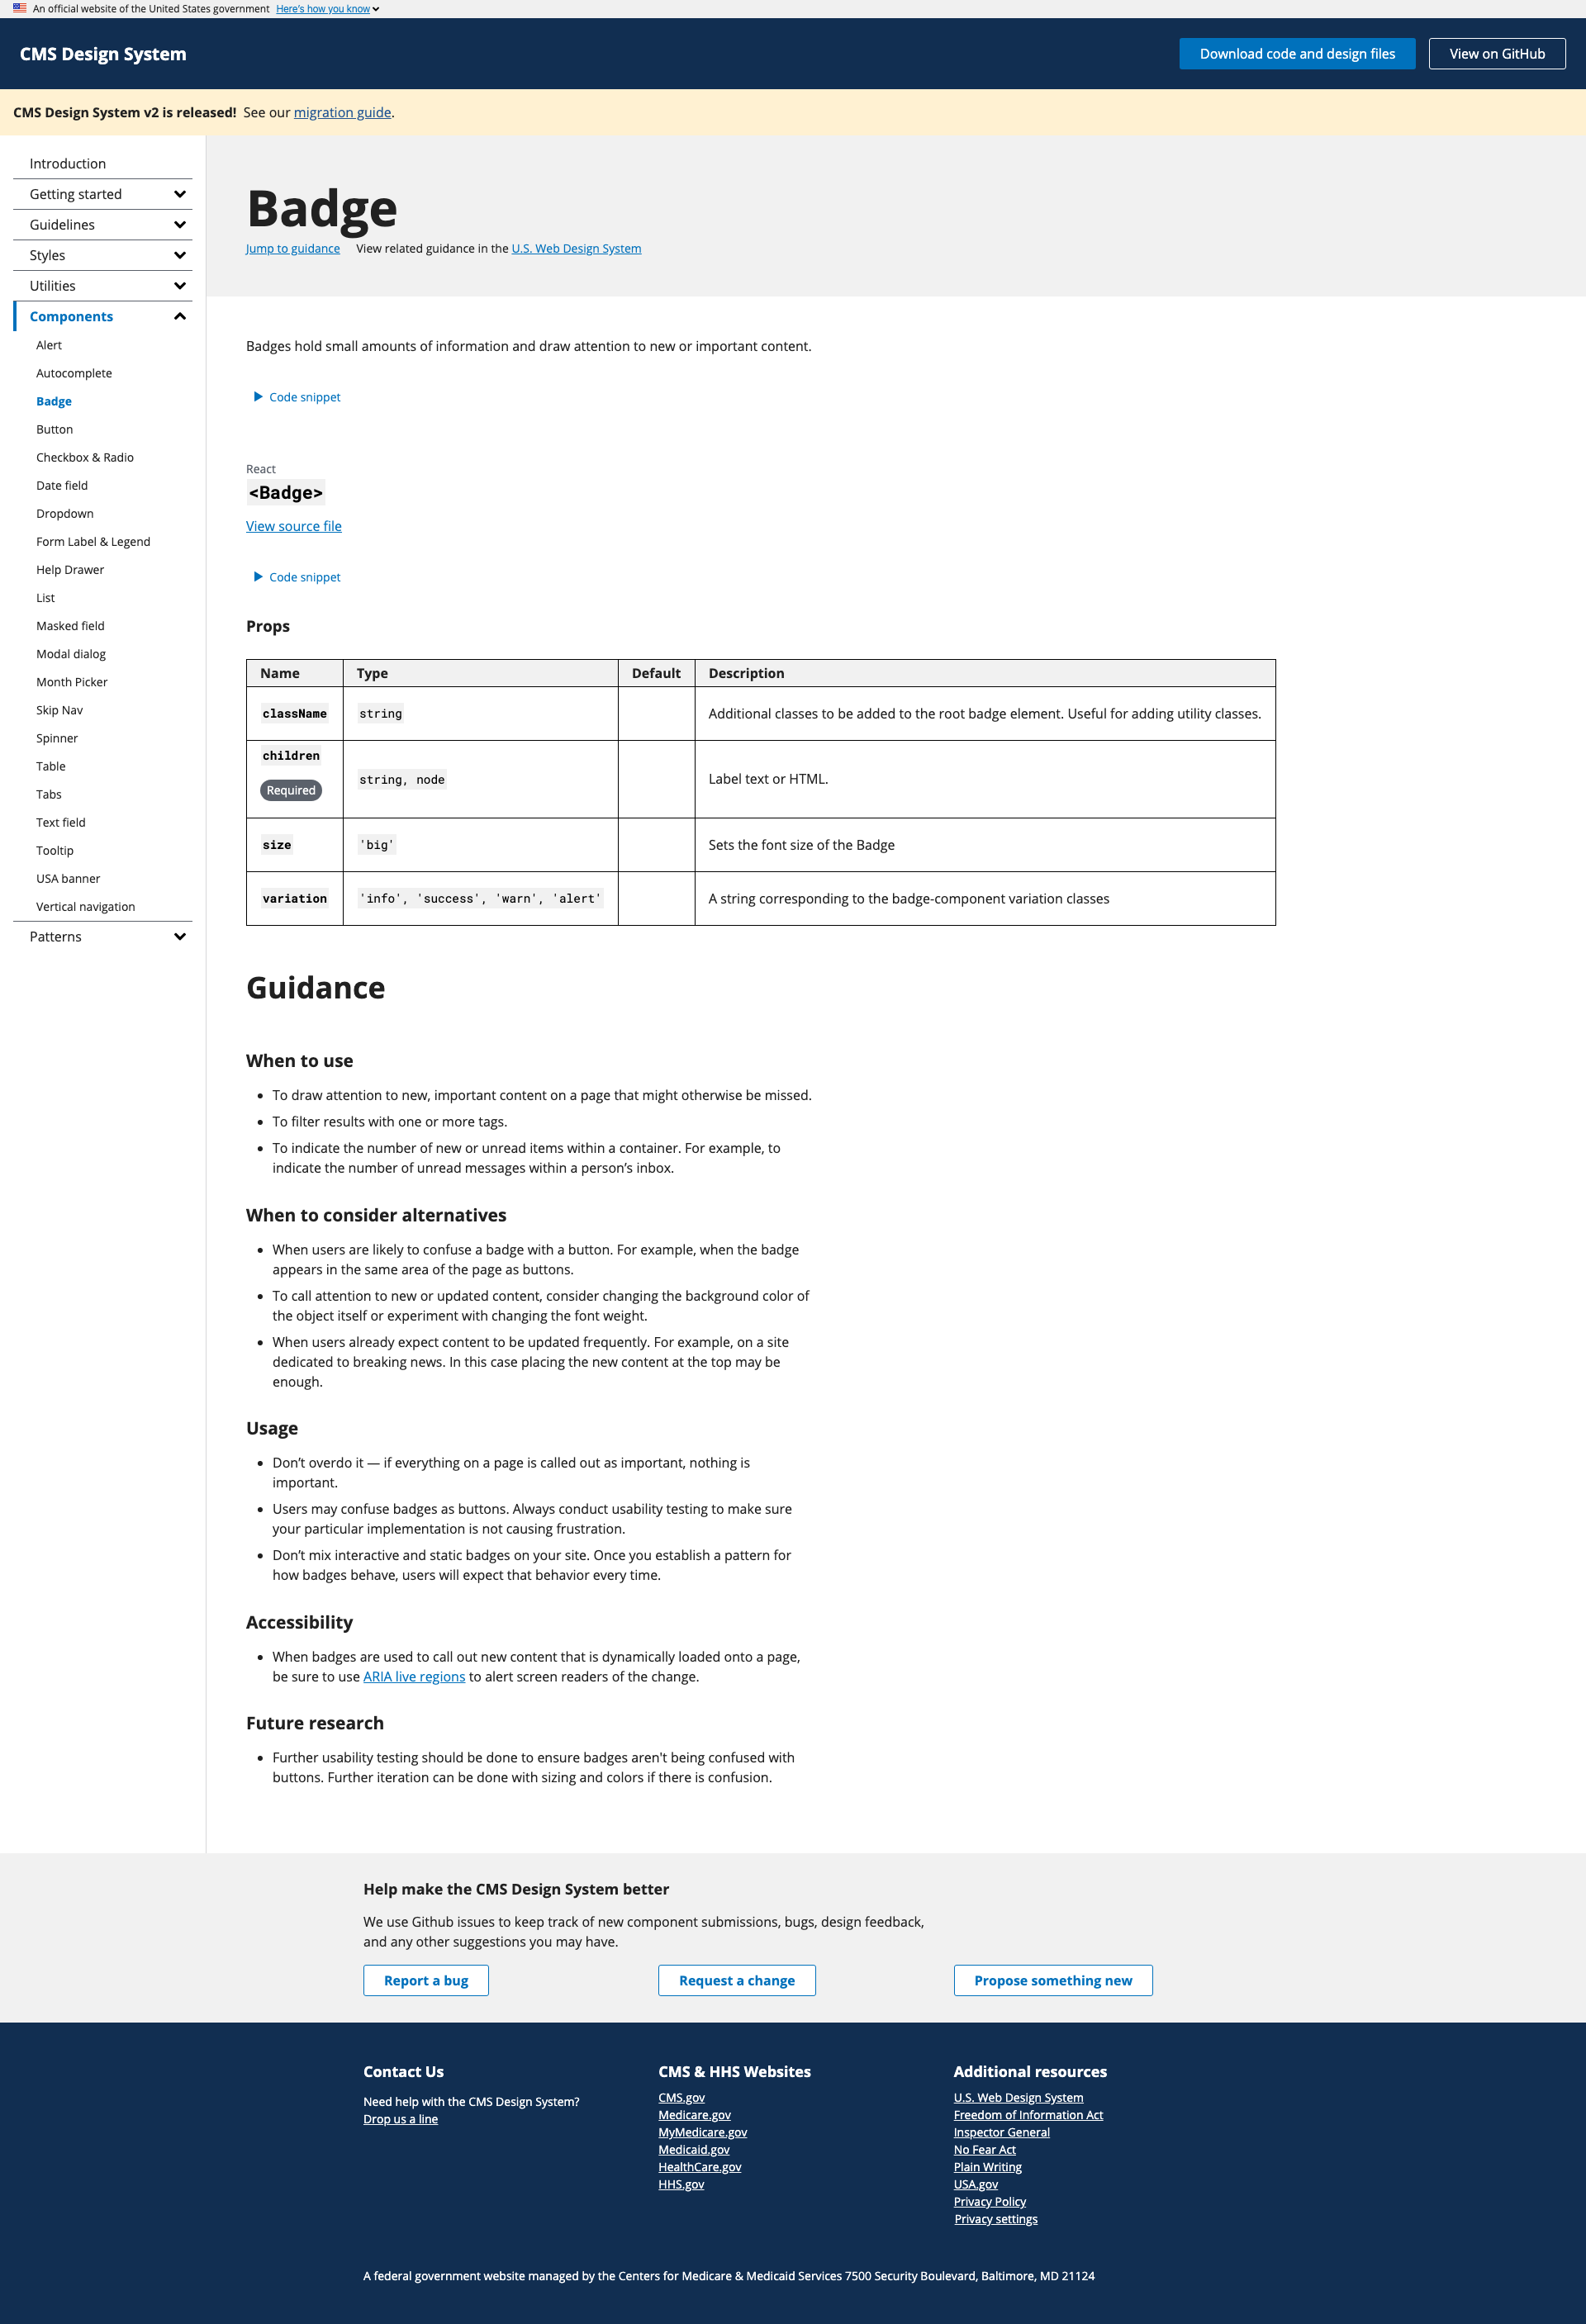 An official website of the United States government Here's how you know
CMS Design System
Download code and design files
View on GitHub
CMS Design System v2 is released! See our migration guide.
Introduction
Getting started
Guidelines
Styles
Utilities
Components
Alert
Autocomplete
Badge
Button
Checkbox & Radio
Date field
Dropdown
Form Label & Legend
Help Drawer
List
Masked field
Modal dialog
Month Picker
Skip Nav
Spinner
Table
Tabs
Text field
Tooltip
USA banner
Vertical navigation
Patterns
Badge
Jump to guidance View related guidance in the U.S. Web Design System
Badges hold small amounts of information and draw attention to new or important content.
Code snippet
React
<Badge>
View source file
Code snippet
Props
Name Type Default Description
className string Additional classes to be added to the root badge element. Useful for adding utility classes.
children
Required
string, node Label text or HTML.
size 'big' Sets the font size of the Badge
variation 'info', 'success', 'warn', 'alert' A string corresponding to the badge-component variation classes
Guidance
When to use
• To draw attention to new, important content on a page that might otherwise be missed.
• To filter results with one or more tags.
• To indicate the number of new or unread items within a container. For example, to
indicate the number of unread messages within a person’s inbox.
When to consider alternatives
• When users are likely to confuse a badge with a button. For example, when the badge
appears in the same area of the page as buttons.
• To call attention to new or updated content, consider changing the background color of
the object itself or experiment with changing the font weight.
• When users already expect content to be updated frequently. For example, on a site
dedicated to breaking news. In this case placing the new content at the top may be
enough.
Usage
• Don’t overdo it — if everything on a page is called out as important, nothing is
important.
• Users may confuse badges as buttons. Always conduct usability testing to make sure
your particular implementation is not causing frustration.
• Don’t mix interactive and static badges on your site. Once you establish a pattern for
how badges behave, users will expect that behavior every time.
Accessibility
• When badges are used to call out new content that is dynamically loaded onto a page,
be sure to use ARIA live regions to alert screen readers of the change.
Future research
• Further usability testing should be done to ensure badges aren't being confused with
buttons. Further iteration can be done with sizing and colors if there is confusion.
Help make the CMS Design System better
We use Github issues to keep track of new component submissions, bugs, design feedback,
and any other suggestions you may have.
Report a bug
Request a change
Propose something new
Contact Us
Need help with the CMS Design System?
Drop us a line
CMS & HHS Websites
CMS.gov
Medicare.gov
MyMedicare.gov
Medicaid.gov
HealthCare.gov
HHS.gov
Additional resources
U.S. Web Design System
Freedom of Information Act
Inspector General
No Fear Act
Plain Writing
USA.gov
Privacy Policy
Privacy settings
A federal government website managed by the Centers for Medicare & Medicaid Services 7500 Security Boulevard, Baltimore, MD 21124